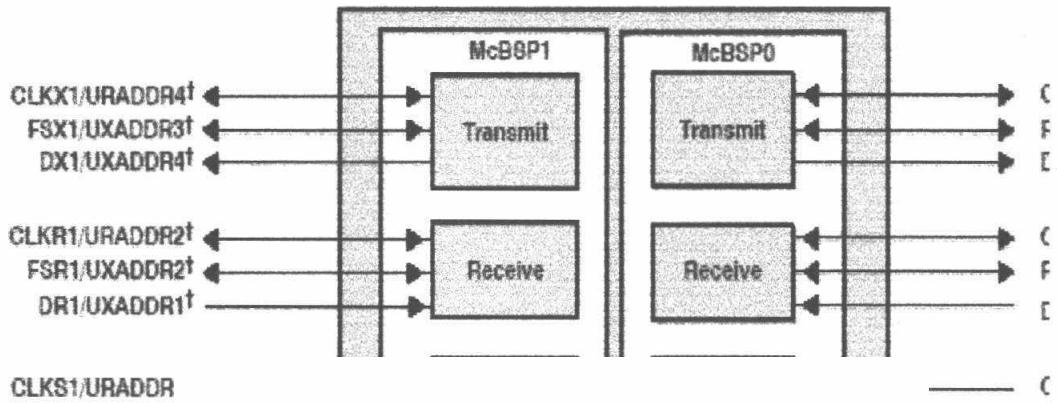 McBSP1 McBSP0
CLKX1/URADDR4†
FSX1/UXADDR3† Transmit Transmit
DX1/UXADDR4†
CLKR1/URADDR2†
FSR1/UXADDR2† Receive Receive
DR1/UXADDR1†
CLKS1/URADDR